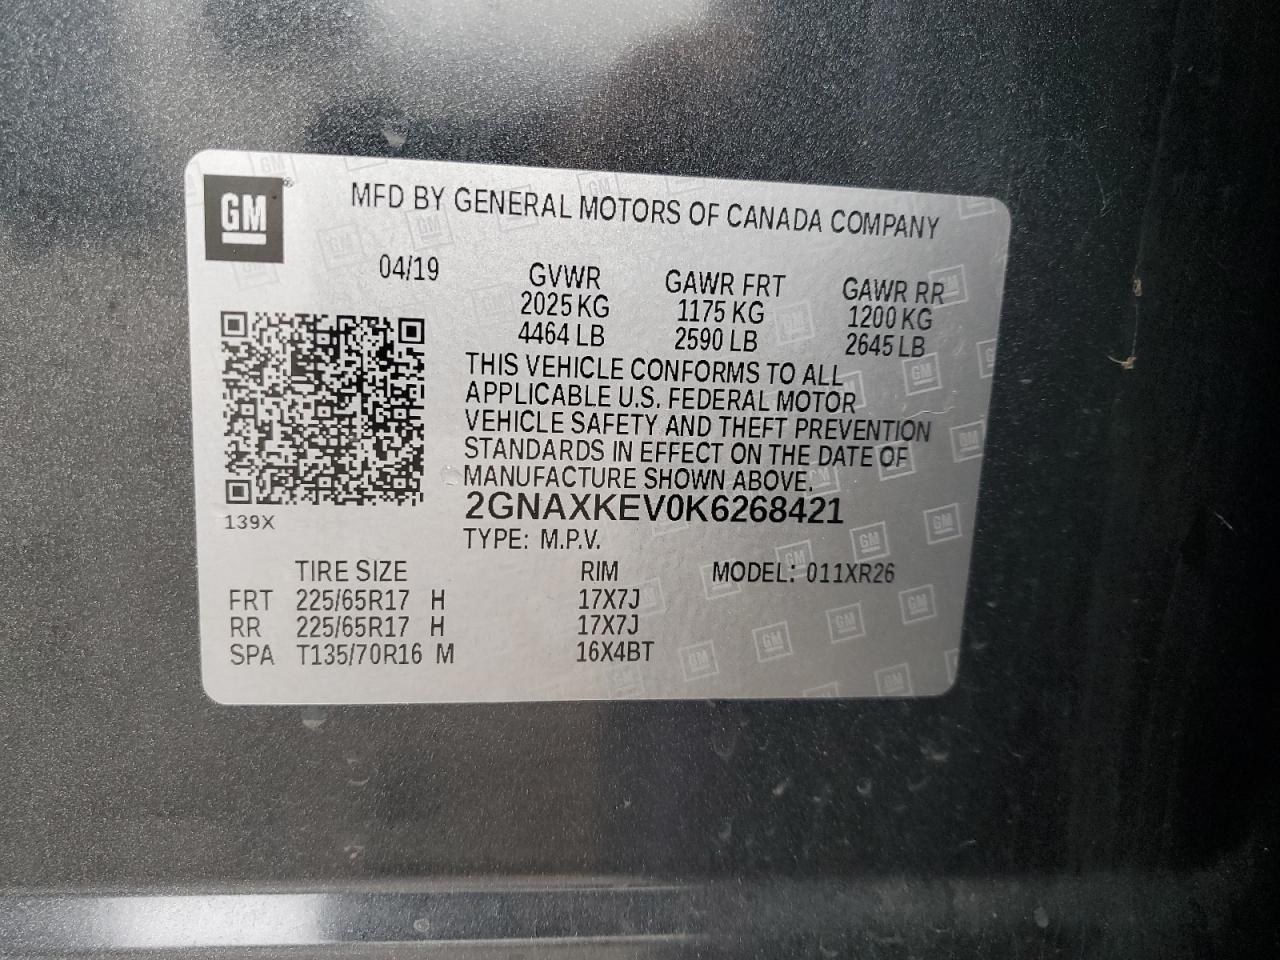 GM
MFD BY GENERAL MOTORS OF CANADA COMPANY
04/19
GVWR GAWR FRT GAWR RR
2025 KG 1175 KG 1200 KG
4464 LB 2590 LB 2645 LB
THIS VEHICLE CONFORMS TO ALL
APPLICABLE U.S. FEDERAL MOTOR
VEHICLE SAFETY AND THEFT PREVENTION
STANDARDS IN EFFECT ON THE DATE OF
MANUFACTURE SHOWN ABOVE.
2GNAXKEV0K6268421
139X
TYPE: M.P.V.
TIRE SIZE RIM MODEL: 011XR26
FRT 225/65R17 H 17X7J
RR 225/65R17 H 17X7J
SPA T135/70R16 M 16X4BT